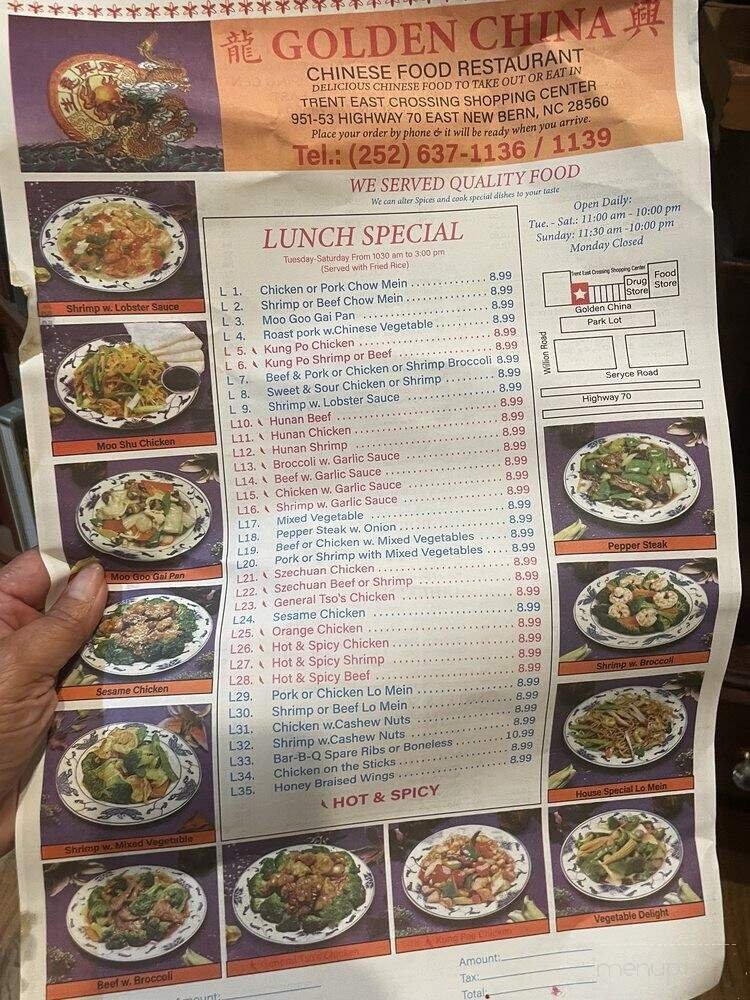 龍 GOLDEN CHINA 興
CHINESE FOOD RESTAURANT
DELICIOUS CHINESE FOOD TO TAKE OUT OR EAT IN
TRENT EAST CROSSING SHOPPING CENTER
951-53 HIGHWAY 70 EAST NEW BERN, NC 28560
Place your order by phone & it will be ready when you arrive.
Tel.: (252) 637-1136 / 1139
WE SERVED QUALITY FOOD
We can alter Spices and cook special dishes to your taste
Open Daily:
Tue. - Sat.: 11:00 am - 10:00 pm
Sunday: 11:30 am -10:00 pm
Monday Closed
Trent East Crossing Shopping Center
Drug Store
Food Store
Golden China
Park Lot
Willion Road
Seryce Road
Highway 70
LUNCH SPECIAL
Tuesday-Saturday From 1030 am to 3:00 pm
(Served with Fried Rice)
L 1. Chicken or Pork Chow Mein 8.99
L 2. Shrimp or Beef Chow Mein 8.99
L 3. Moo Goo Gai Pan 8.99
L 4. Roast pork w.Chinese Vegetable 8.99
L 5. Kung Po Chicken 8.99
L 6. Kung Po Shrimp or Beef 8.99
L 7. Beef & Pork or Chicken or Shrimp Broccoli 8.99
L 8. Sweet & Sour Chicken or Shrimp 8.99
L 9. Shrimp w. Lobster Sauce 8.99
L10. Hunan Beef 8.99
L11. Hunan Chicken 8.99
L12. Hunan Shrimp 8.99
L13. Broccoli w. Garlic Sauce 8.99
L14. Beef w. Garlic Sauce 8.99
L15. Chicken w. Garlic Sauce 8.99
L16. Shrimp w. Garlic Sauce 8.99
L17. Mixed Vegetable 8.99
L18. Pepper Steak w. Onion 8.99
L19. Beef or Chicken w. Mixed Vegetables 8.99
L20. Pork or Shrimp with Mixed Vegetables 8.99
L21. Szechuan Chicken 8.99
L22. Szechuan Beef or Shrimp 8.99
L23. General Tso's Chicken 8.99
L24. Sesame Chicken 8.99
L25. Orange Chicken 8.99
L26. Hot & Spicy Chicken 8.99
L27. Hot & Spicy Shrimp 8.99
L28. Hot & Spicy Beef 8.99
L29. Pork or Chicken Lo Mein 8.99
L30. Shrimp or Beef Lo Mein 8.99
L31. Chicken w.Cashew Nuts 8.99
L32. Shrimp w.Cashew Nuts 8.99
L33. Bar-B-Q Spare Ribs or Boneless 10.99
L34. Chicken on the Sticks 8.99
L35. Honey Braised Wings 8.99
HOT & SPICY
Shrimp w. Lobster Sauce
Moo Shu Chicken
Moo Goo Gai Pan
Sesame Chicken
Shrimp w. Mixed Vegetable
Beef w. Broccoli
General Tso's Chicken
Kung Pao Chicken
Pepper Steak
Shrimp w. Broccoli
House Special Lo Mein
Vegetable Delight
Amount:
Amount:
Tax:
Total:
menupix